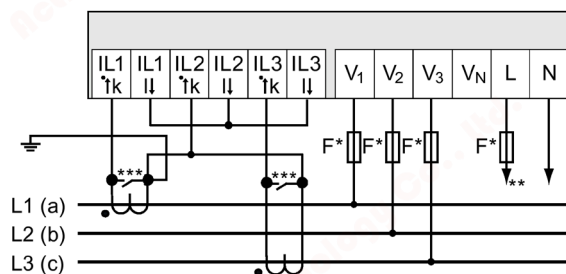 IL1 IL1 IL2 IL2 IL3 IL3 V1 V2 V3 VN L N
•↑k I↓ •↑k I↓ •↑k I↓
F* F* F* F*
*** *** **
L1 (a)
L2 (b)
L3 (c)